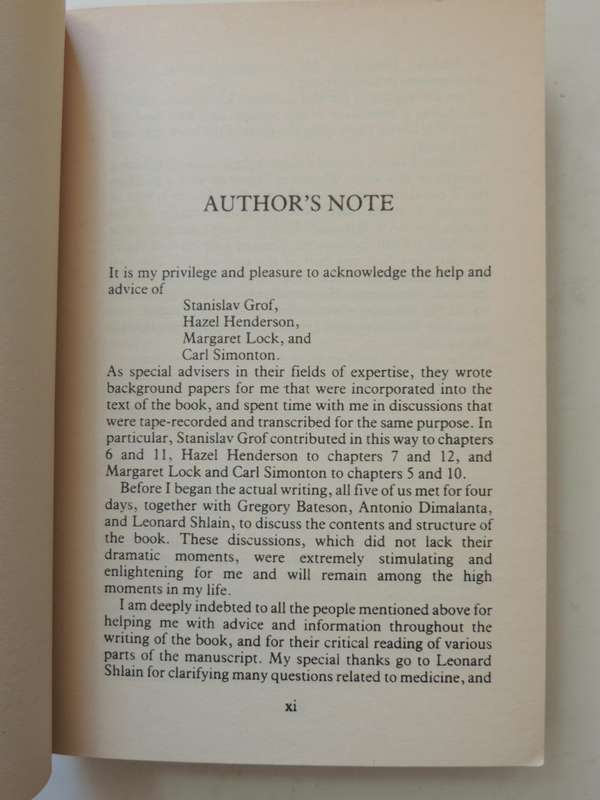 AUTHOR'S NOTE
It is my privilege and pleasure to acknowledge the help and
advice of
Stanislav Grof,
Hazel Henderson,
Margaret Lock, and
Carl Simonton.
As special advisers in their fields of expertise, they wrote
background papers for me that were incorporated into the
text of the book, and spent time with me in discussions that
were tape-recorded and transcribed for the same purpose. In
particular, Stanislav Grof contributed in this way to chapters
6 and 11, Hazel Henderson to chapters 7 and 12, and
Margaret Lock and Carl Simonton to chapters 5 and 10.
Before I began the actual writing, all five of us met for four
days, together with Gregory Bateson, Antonio Dimalanta,
and Leonard Shlain, to discuss the contents and structure of
the book. These discussions, which did not lack their
dramatic moments, were extremely stimulating and
enlightening for me and will remain among the high
moments in my life.
I am deeply indebted to all the people mentioned above for
helping me with advice and information throughout the
writing of the book, and for their critical reading of various
parts of the manuscript. My special thanks go to Leonard
Shlain for clarifying many questions related to medicine, and
xi